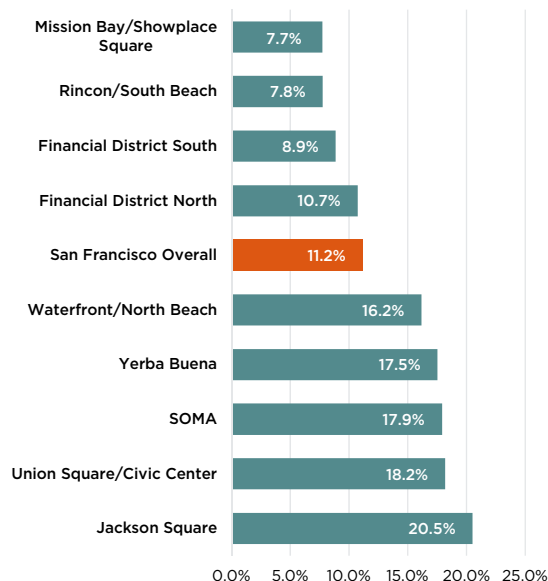 Mission Bay/Showplace
Square
7.7%
Rincon/South Beach
7.8%
Financial District South
8.9%
Financial District North
10.7%
San Francisco Overall
11.2%
Waterfront/North Beach
16.2%
Yerba Buena
17.5%
SOMA
17.9%
Union Square/Civic Center
18.2%
Jackson Square
20.5%
0.0% 5.0% 10.0% 15.0% 20.0% 25.0%